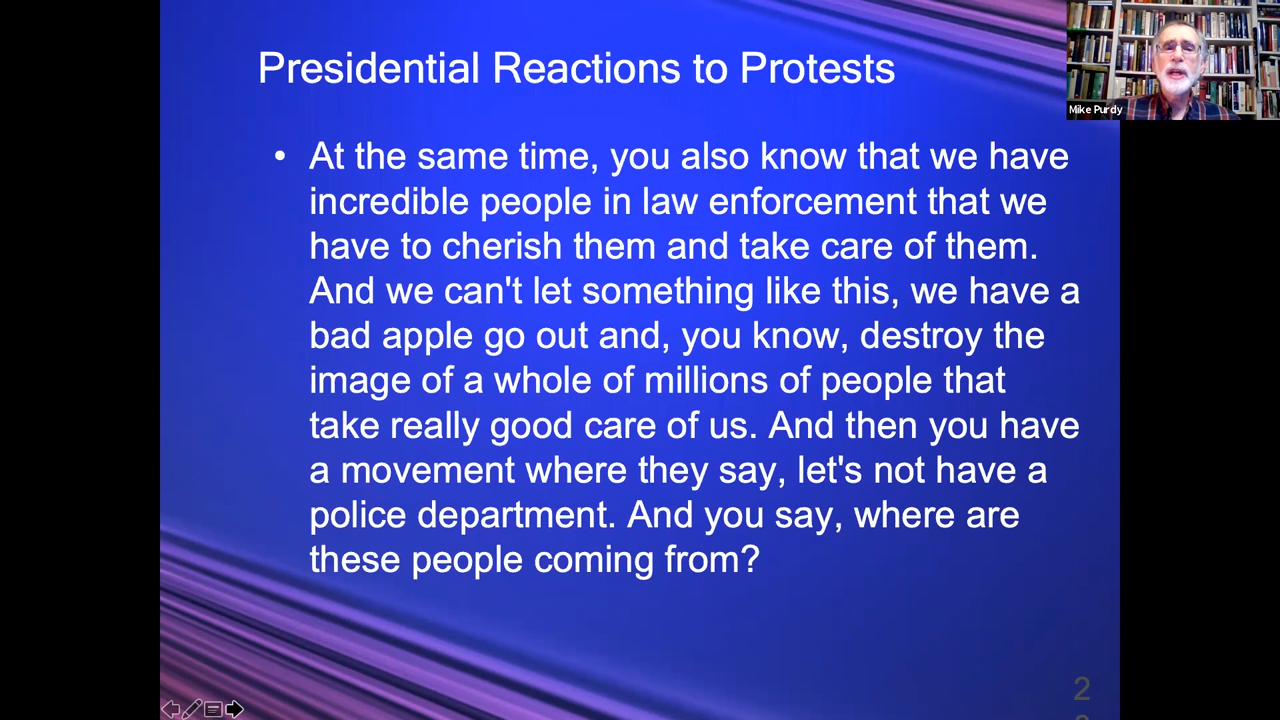 Presidential Reactions to Protests
Mike Purdy
• At the same time, you also know that we have
incredible people in law enforcement that we
have to cherish them and take care of them.
And we can't let something like this, we have a
bad apple go out and, you know, destroy the
image of a whole of millions of people that
take really good care of us. And then you have
a movement where they say, let's not have a
police department. And you say, where are
these people coming from?
2